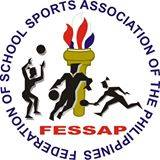 FEDERATION OF SCHOOL SPORTS ASSOCIATION OF THE PHILIPPINES
FESSAP